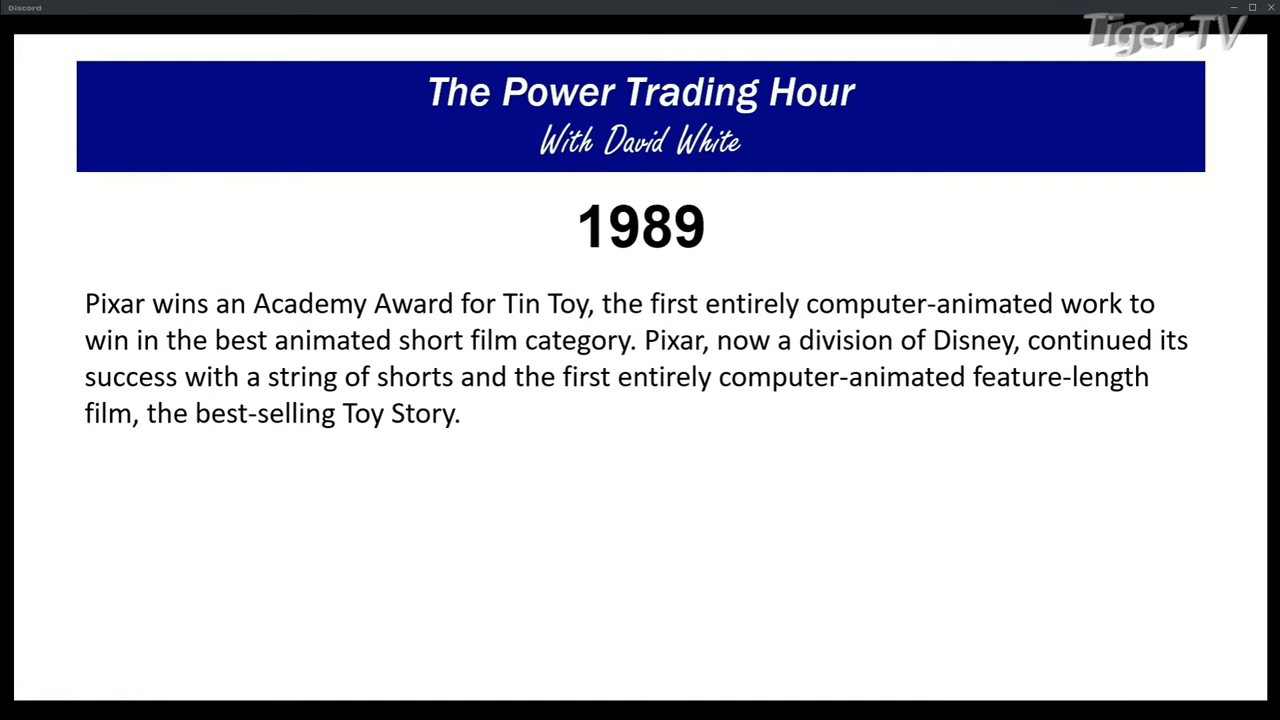 Discord
Tiger-TV
The Power Trading Hour
With David White
1989
Pixar wins an Academy Award for Tin Toy, the first entirely computer-animated work to
win in the best animated short film category. Pixar, now a division of Disney, continued its
success with a string of shorts and the first entirely computer-animated feature-length
film, the best-selling Toy Story.